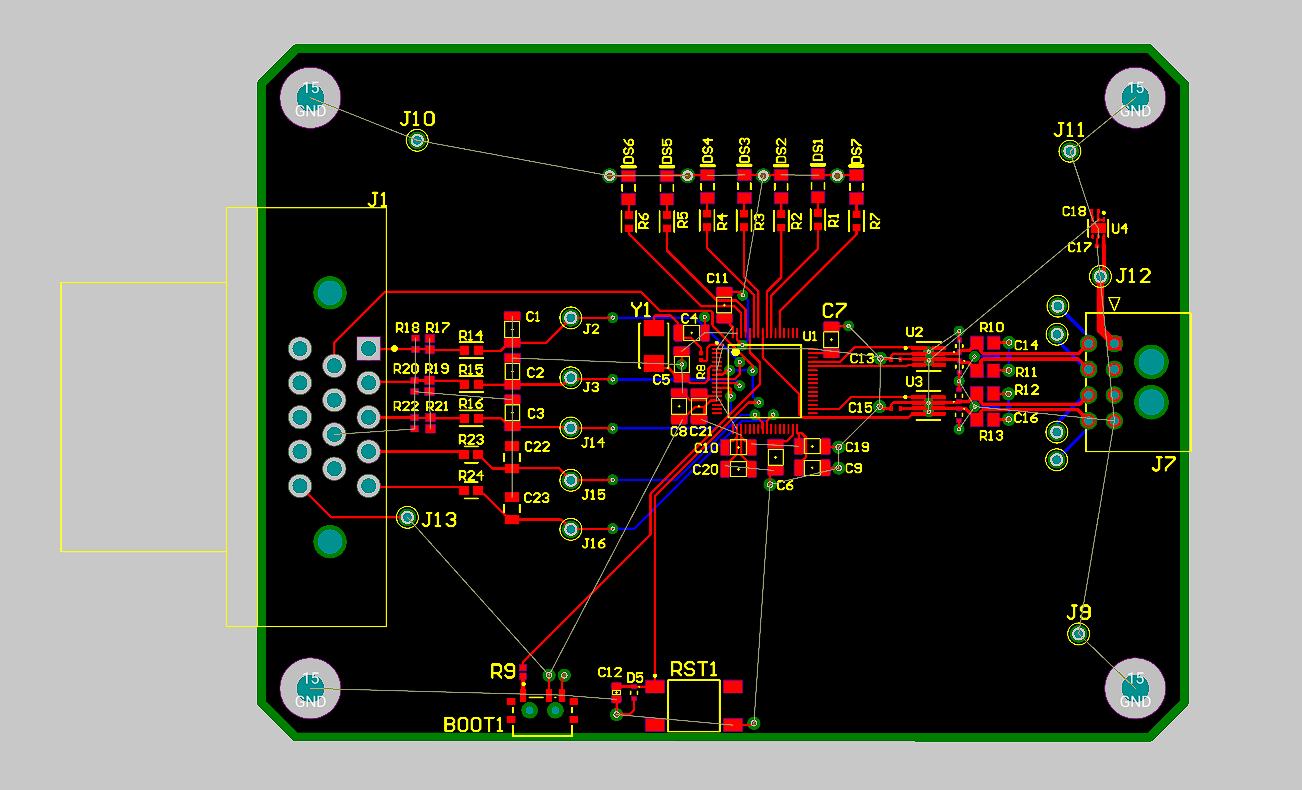 15
GND
15
GND
J10
J11
DS6
DS5
DS4
DS3
DS2
DS1
DS7
J1
R6
R5
R4
R3
R2
R1
R7
C18
U4
C17
J12
C11
Y1
C4
C7
C1
J2
U1
U2
R10
C14
R18
R17
R14
C13
R20
R19
R15
C2
J3
C5
R8
U3
R11
R12
R22
R21
R16
C3
C8
C21
C15
C16
R13
R23
J14
C22
C10
C19
C20
C9
J7
R24
C23
J15
C6
J13
J16
J9
R9
C12
D5
RST1
15
GND
BOOT1
15
GND